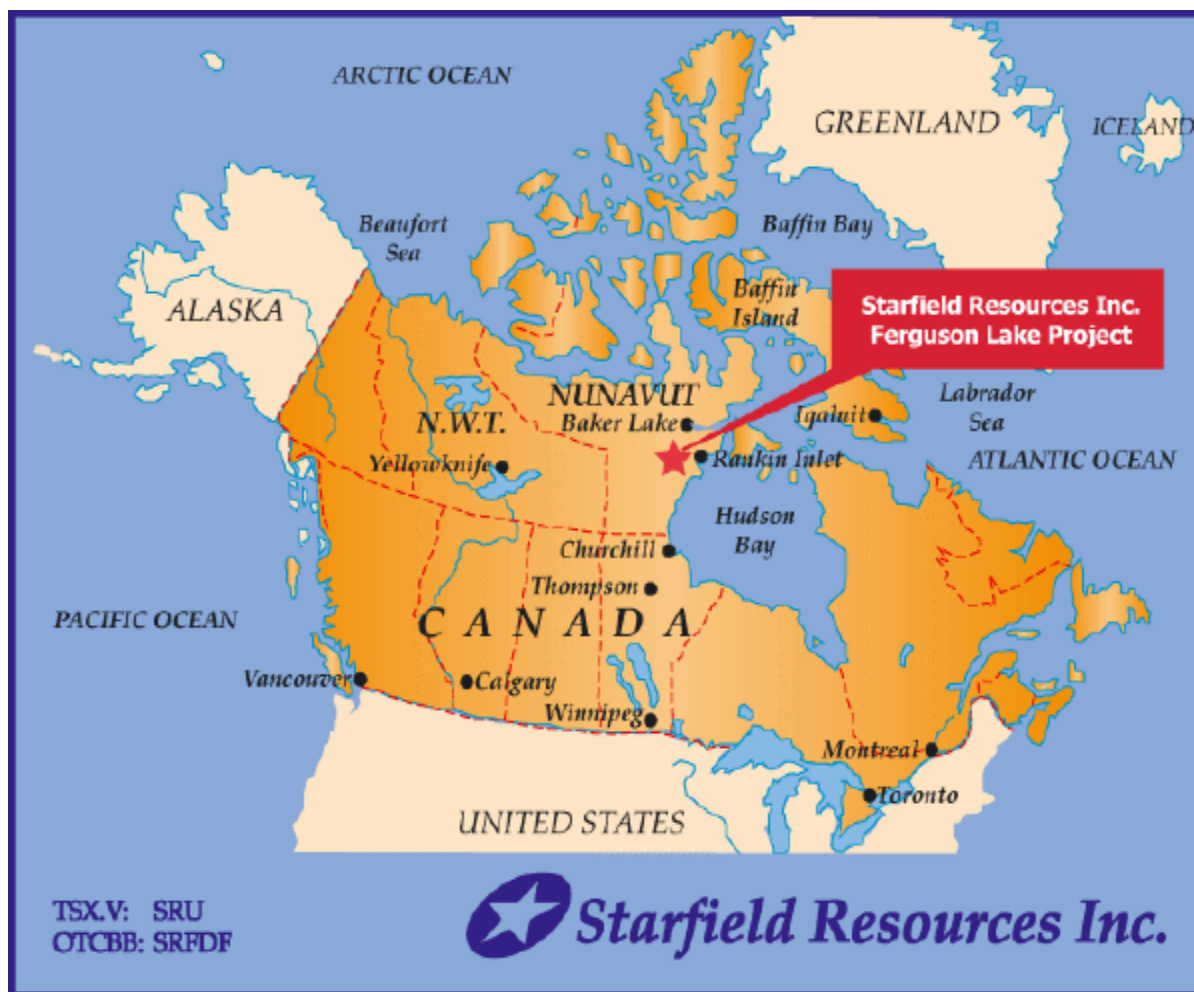 ARCTIC OCEAN
GREENLAND
ICELAND
Beaufort
Sea
Baffin Bay
ALASKA
Baffin
Island
Starfield Resources Inc.
Ferguson Lake Project
NUNAVUT
Baker Lake
N.W.T.
Iqaluit
Labrador
Sea
Yellowknife
Rankin Inlet
ATLANTIC OCEAN
Hudson
Bay
Churchill
Thompson
PACIFIC OCEAN
CANADA
Vancouver
Calgary
Winnipeg
Montreal
Toronto
UNITED STATES
TSX.V: SRU
OTCBB: SRFDF
Starfield Resources Inc.